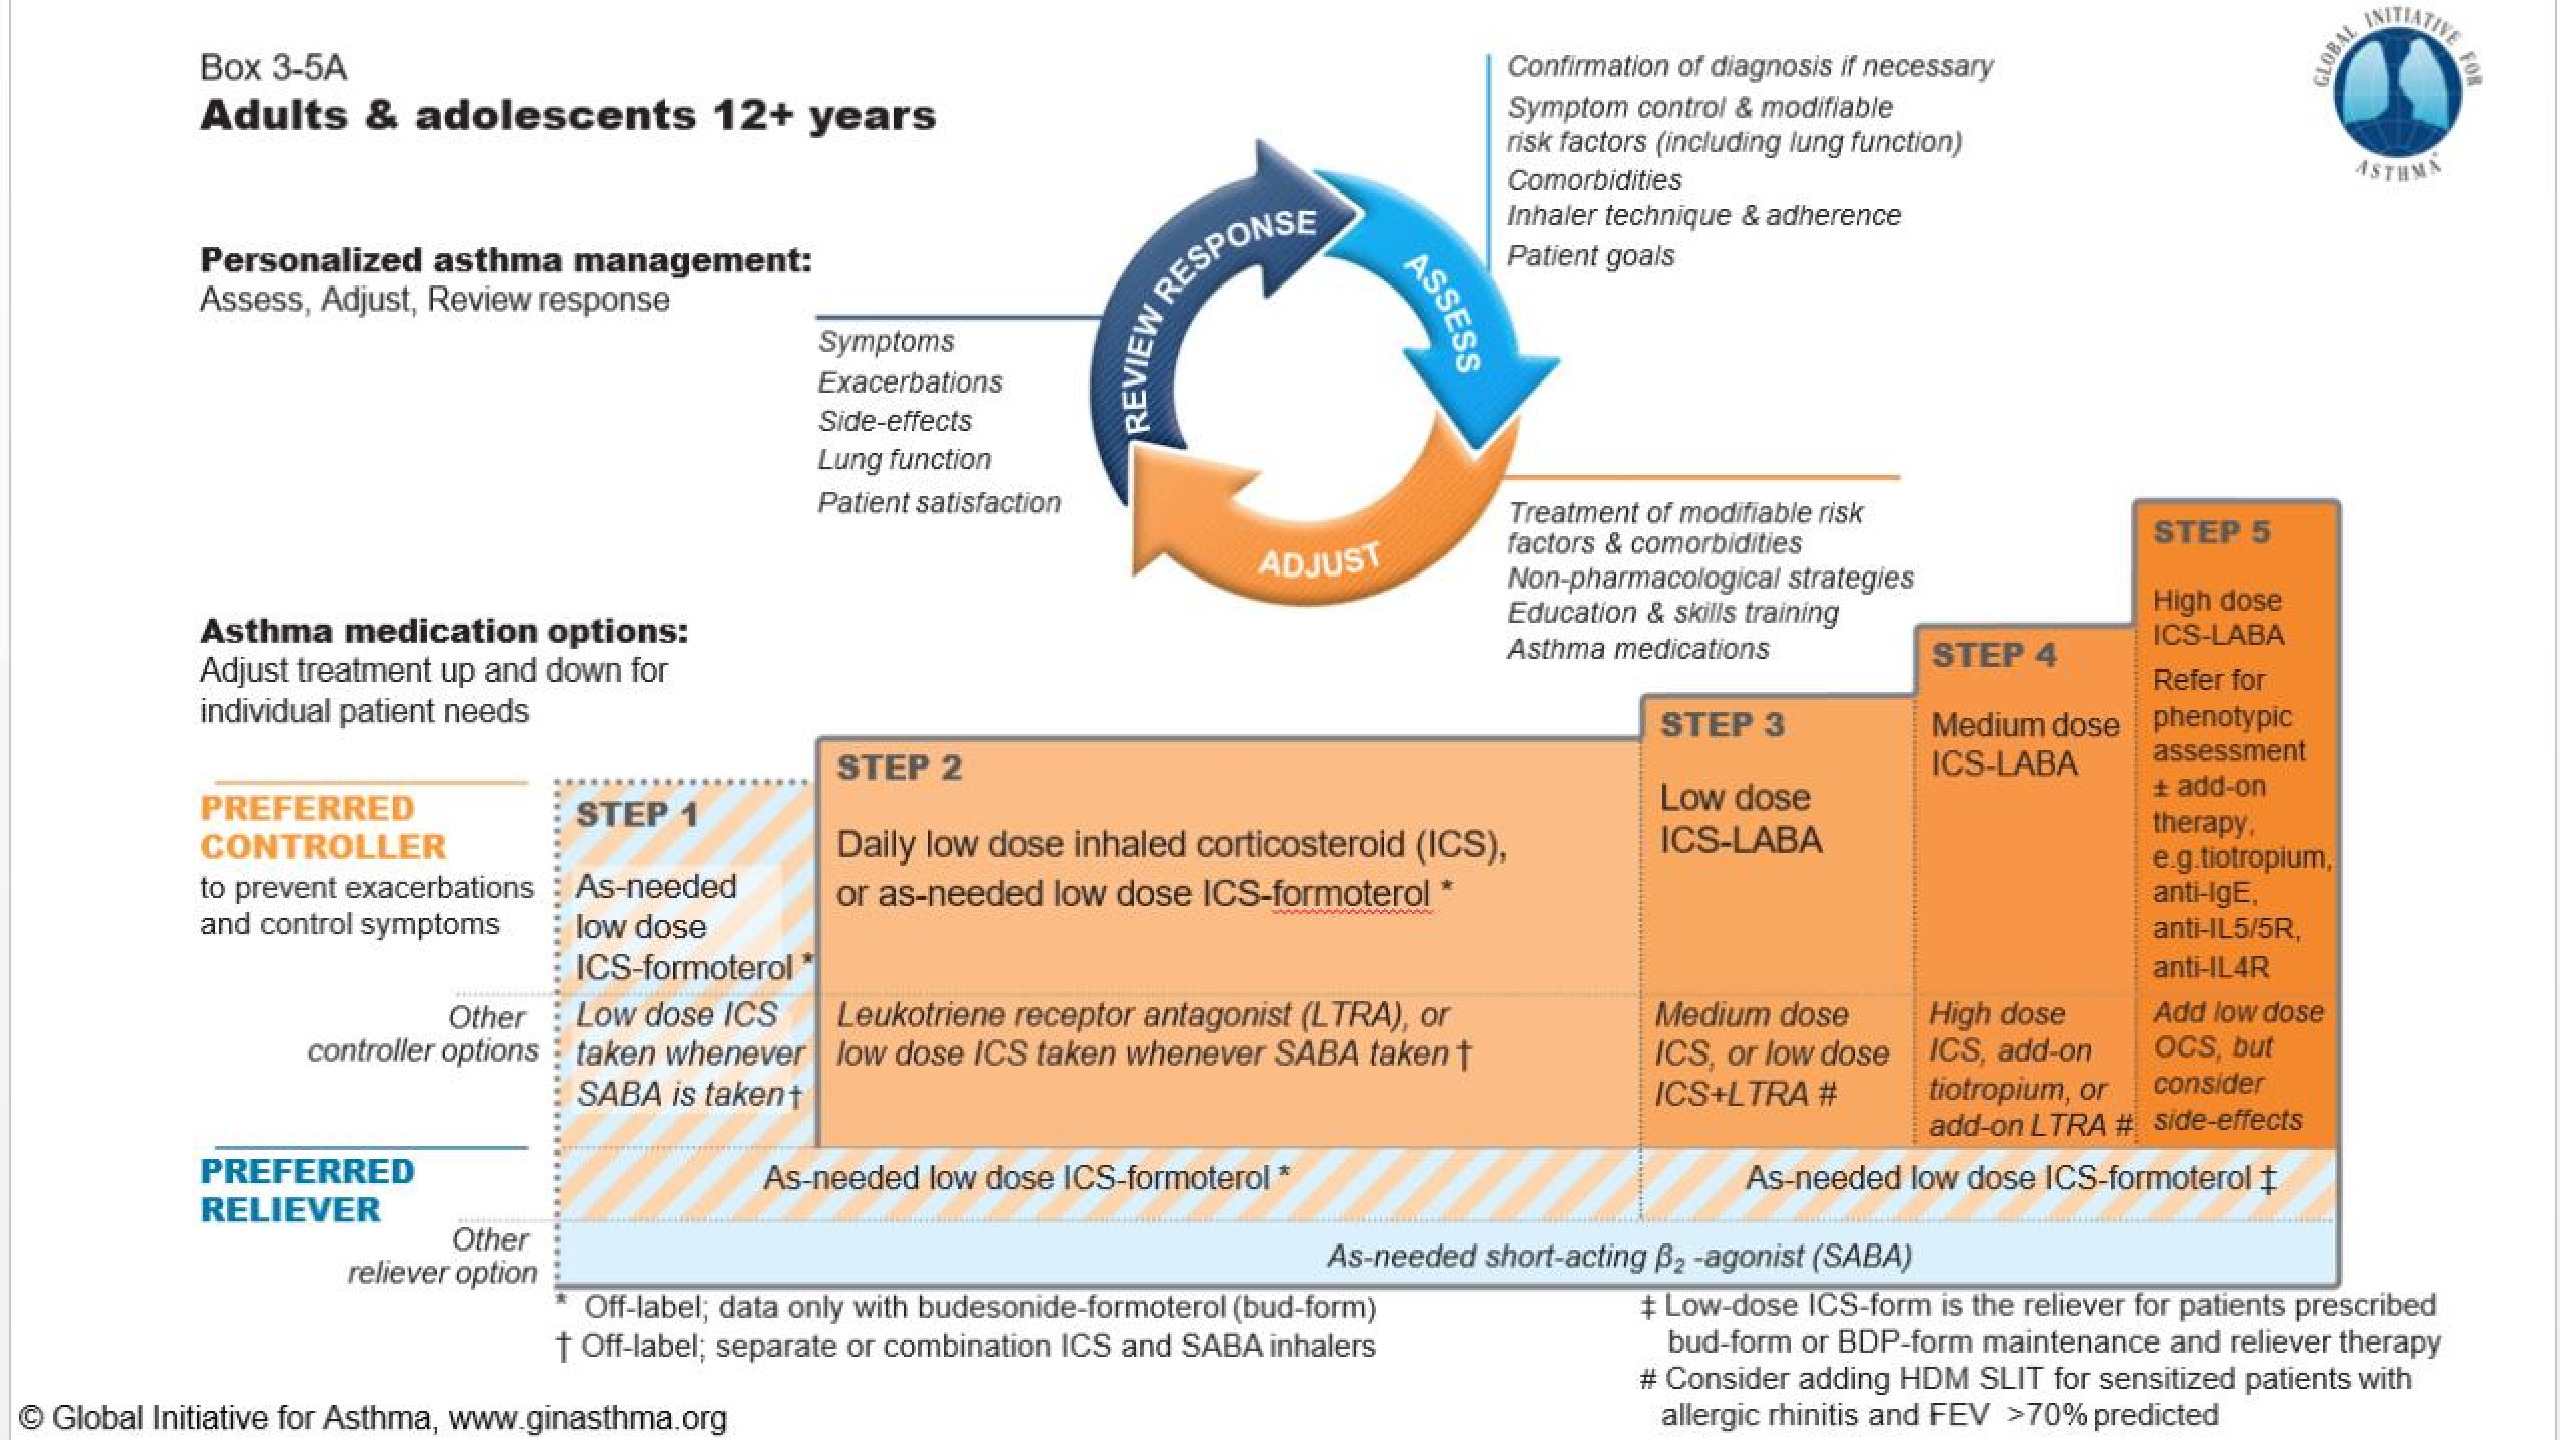 Box 3-5A
Adults & adolescents 12+ years
GLOBAL INITIATIVE FOR
ASTHMA
Confirmation of diagnosis if necessary
Symptom control & modifiable
risk factors (including lung function)
Comorbidities
Inhaler technique & adherence
Patient goals
Personalized asthma management:
Assess, Adjust, Review response
REVIEW RESPONSE
ASSESS
ADJUST
Symptoms
Exacerbations
Side-effects
Lung function
Patient satisfaction
Treatment of modifiable risk
factors & comorbidities
Non-pharmacological strategies
Education & skills training
Asthma medications
Asthma medication options:
Adjust treatment up and down for
individual patient needs
PREFERRED
CONTROLLER
to prevent exacerbations
and control symptoms
STEP 1
As-needed
low dose
ICS-formoterol *
STEP 2
Daily low dose inhaled corticosteroid (ICS),
or as-needed low dose ICS-formoterol *
STEP 3
Low dose
ICS-LABA
STEP 4
Medium dose
ICS-LABA
STEP 5
High dose
ICS-LABA
Refer for
phenotypic
assessment
± add-on
therapy,
e.g.tiotropium,
anti-IgE,
anti-IL5/5R,
anti-IL4R
Other
controller options
Low dose ICS
taken whenever
SABA is taken †
Leukotriene receptor antagonist (LTRA), or
low dose ICS taken whenever SABA taken †
Medium dose
ICS, or low dose
ICS+LTRA #
High dose
ICS, add-on
tiotropium, or
add-on LTRA #
Add low dose
OCS, but
consider
side-effects
PREFERRED
RELIEVER
As-needed low dose ICS-formoterol *
As-needed low dose ICS-formoterol ‡
Other
reliever option
As-needed short-acting β₂ -agonist (SABA)
* Off-label; data only with budesonide-formoterol (bud-form)
† Off-label; separate or combination ICS and SABA inhalers
‡ Low-dose ICS-form is the reliever for patients prescribed
bud-form or BDP-form maintenance and reliever therapy
# Consider adding HDM SLIT for sensitized patients with
allergic rhinitis and FEV >70% predicted
© Global Initiative for Asthma, www.ginasthma.org